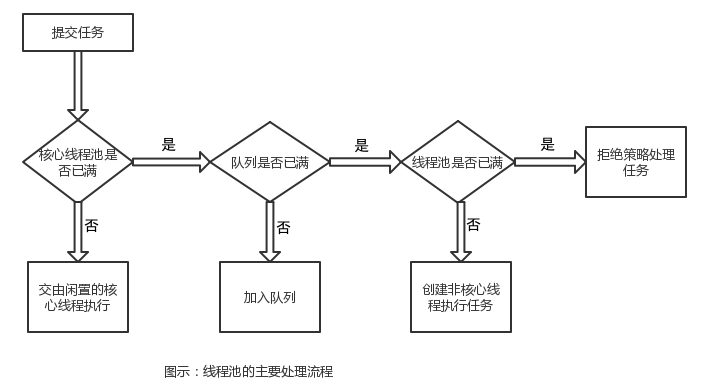 提交任务
核心线程池是
否已满
是
队列是否已满
是
线程池是否已满
是
拒绝策略处理
任务
否
否
否
交由闲置的核
心线程执行
加入队列
创建非核心线
程执行任务
图示：线程池的主要处理流程